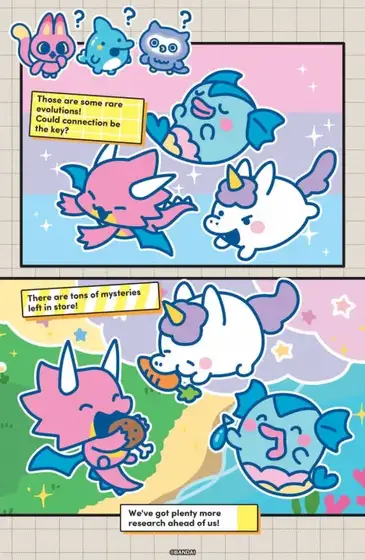 ? ? ?
Those are some rare
evolutions!
Could connection be
the key?
There are tons of mysteries
left in store!
We've got plenty more
research ahead of us!
©BANDAI